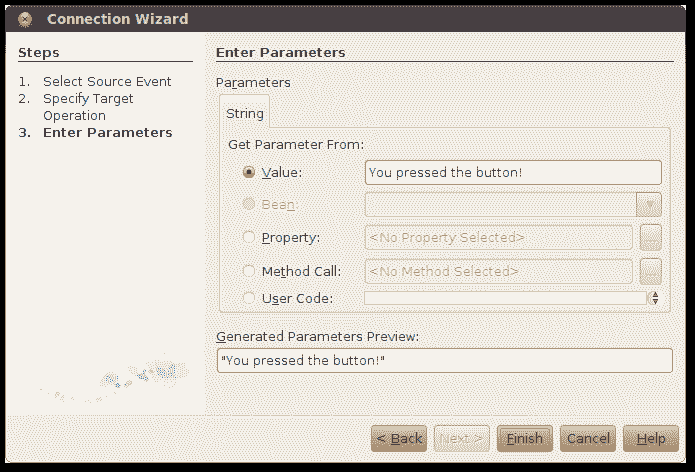 Connection Wizard
Steps
1. Select Source Event
2. Specify Target
Operation
3. Enter Parameters
Enter Parameters
Parameters
String
Get Parameter From:
Value: You pressed the button!
Bean:
Property: <No Property Selected> ...
Method Call: <No Method Selected> ...
User Code:
Generated Parameters Preview:
"You pressed the button!"
< Back Next > Finish Cancel Help